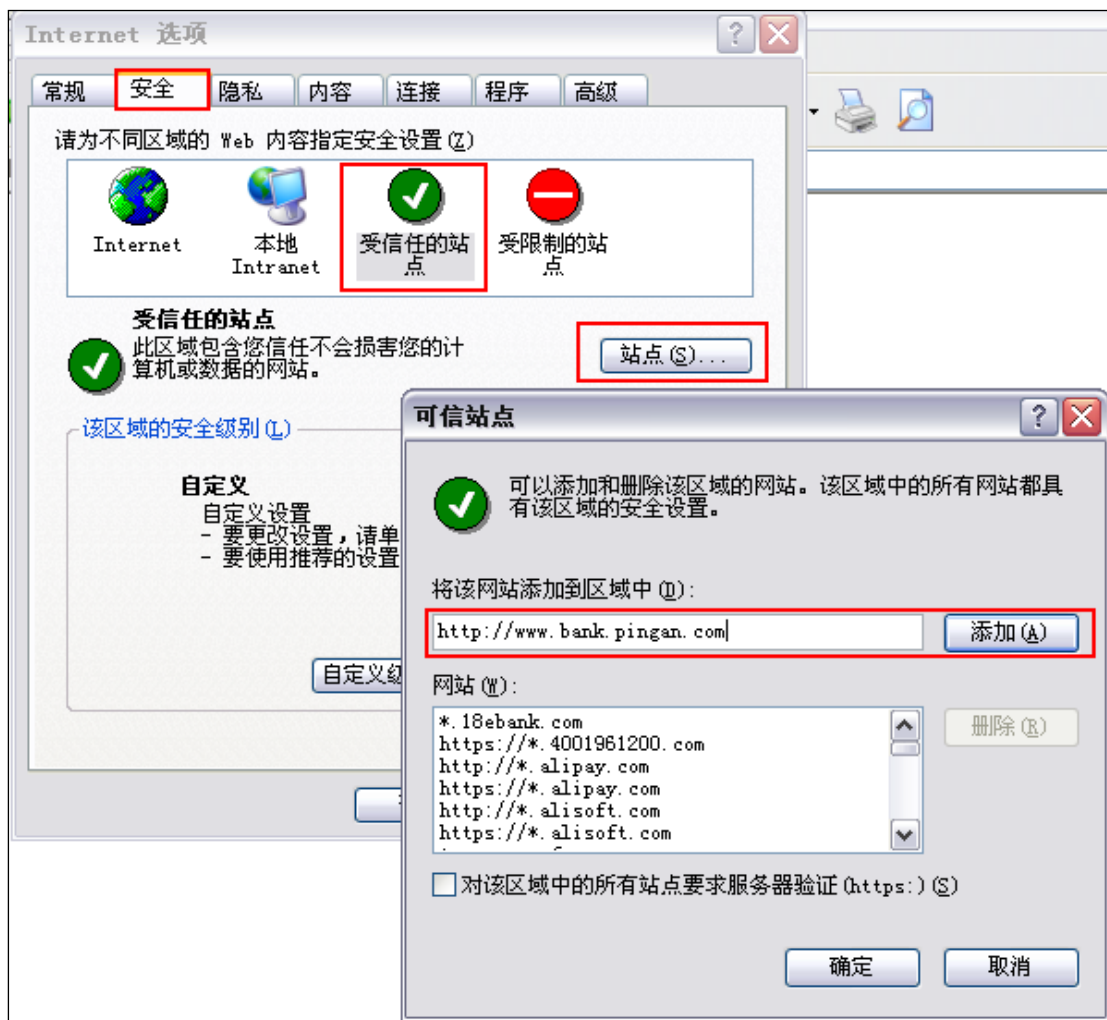 Internet 选项
常规 安全 隐私 内容 连接 程序 高级
请为不同区域的 Web 内容指定安全设置(Z)
Internet
本地
Intranet
受信任的站
点
受限制的站
点
受信任的站点
此区域包含您信任不会损害您的计
算机或数据的网站。
站点(S)...
该区域的安全级别(L)
自定义
自定义设置
- 要更改设置，请单
- 要使用推荐的设置
自定义级
可信站点
可以添加和删除该区域的网站。该区域中的所有网站都具
有该区域的安全设置。
将该网站添加到区域中(D):
http://www.bank.pingan.com
添加(A)
网站(W):
*.18ebank.com
https://*.4001961200.com
http://*.alipay.com
https://*.alipay.com
http://*.alisoft.com
https://*.alisoft.com
删除(R)
对该区域中的所有站点要求服务器验证(https:)(S)
确定
取消